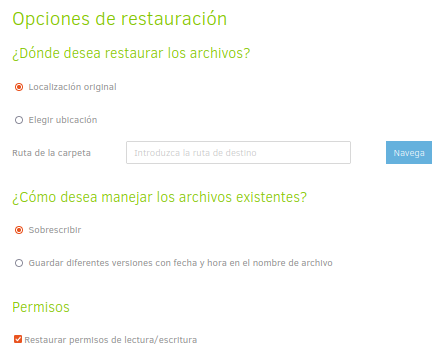 Opciones de restauración
¿Dónde desea restaurar los archivos?
Localización original
Elegir ubicación
Ruta de la carpeta
Introduzca la ruta de destino
Navega
¿Cómo desea manejar los archivos existentes?
Sobrescribir
Guardar diferentes versiones con fecha y hora en el nombre de archivo
Permisos
Restaurar permisos de lectura/escritura